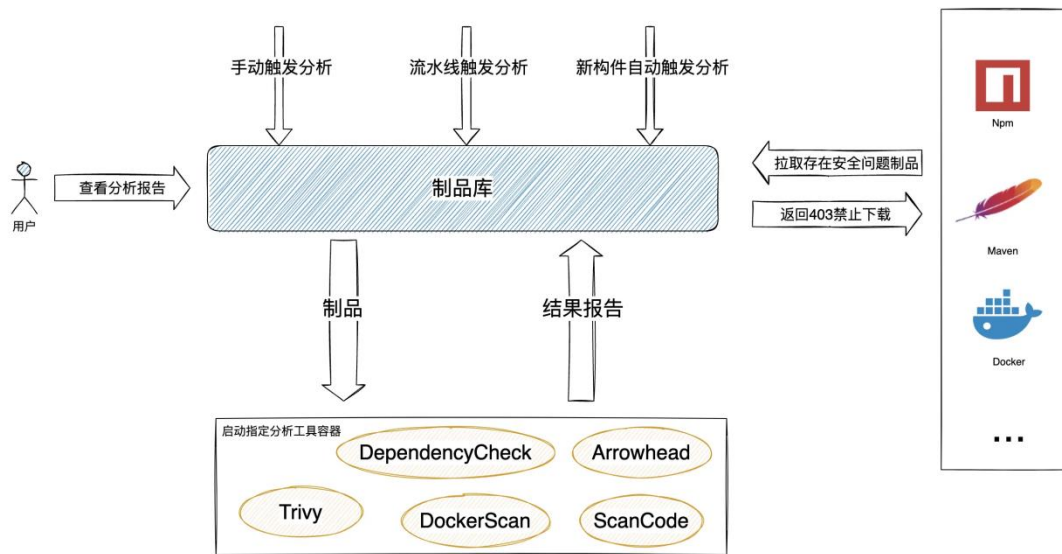 手动触发分析
流水线触发分析
新构件自动触发分析
Npm
用户
查看分析报告
制品库
拉取存在安全问题制品
返回403禁止下载
Maven
制品
结果报告
Docker
启动指定分析工具容器
DependencyCheck
Arrowhead
Trivy
DockerScan
ScanCode
...